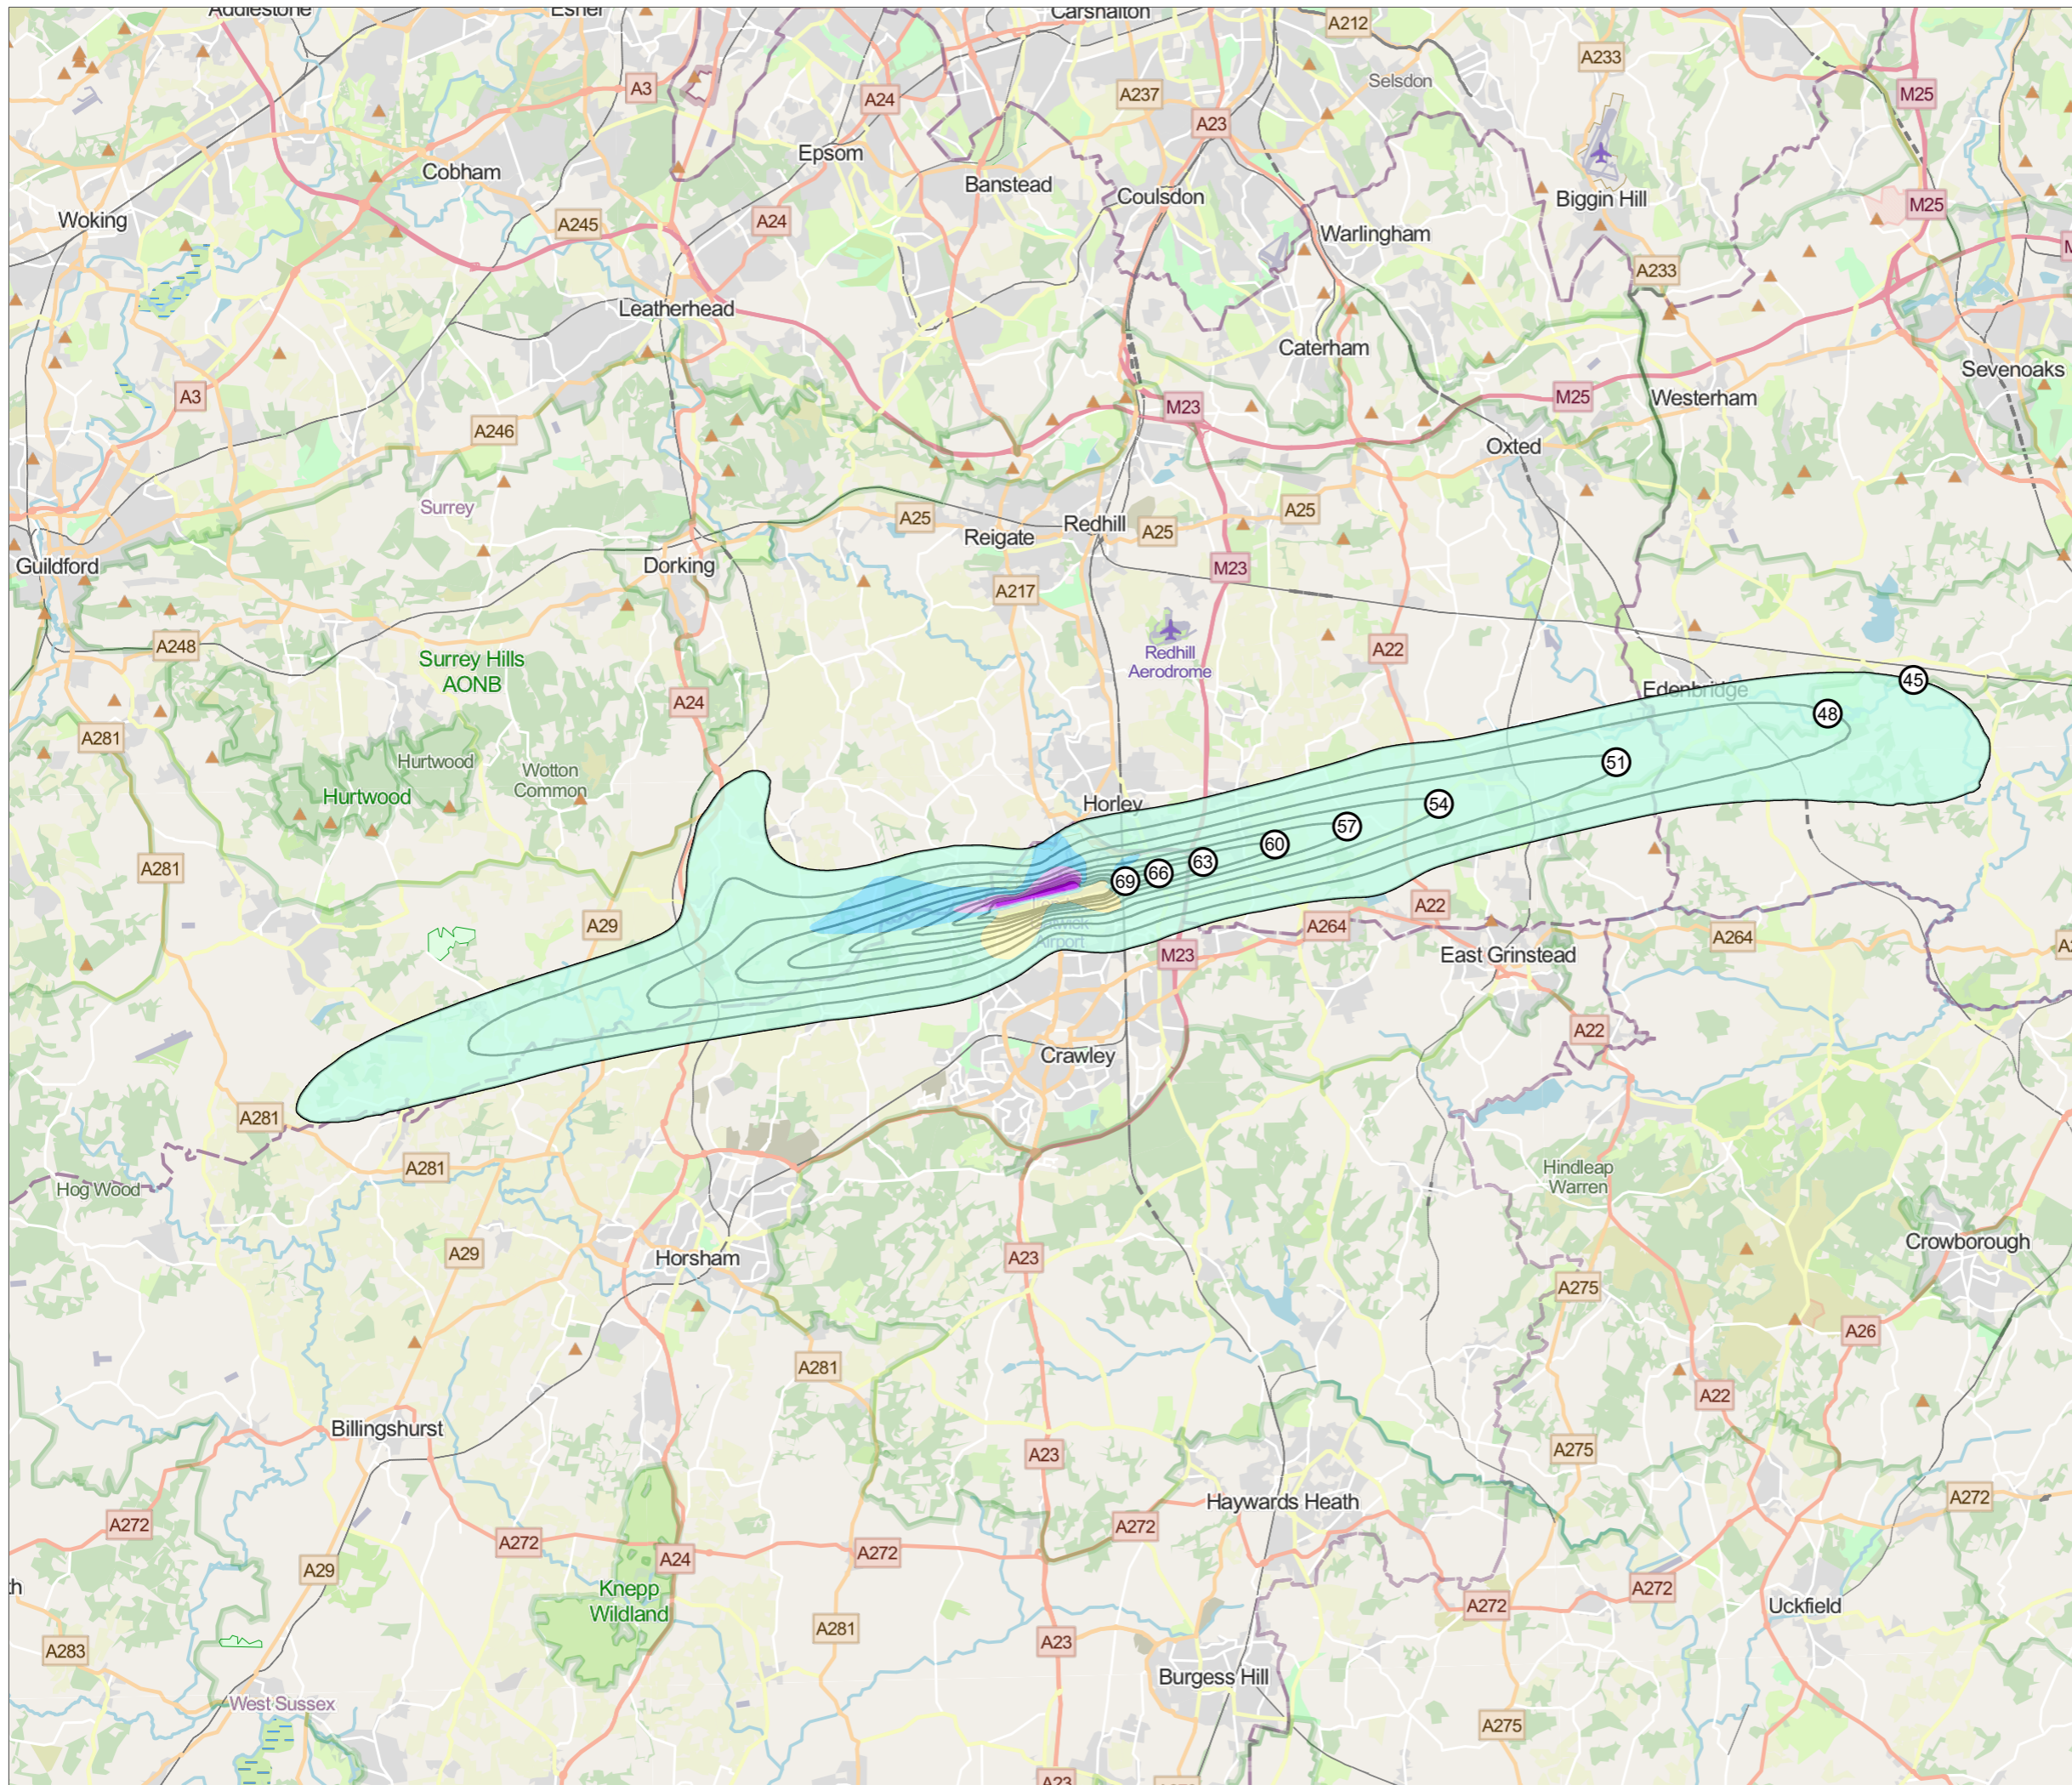 Addlestone
Esher
Carshalton
A212
A233
Selsdon
A3
A24
A237
M25
A23
Epsom
Cobham
Banstead
Coulsdon
Biggin Hill
M25
Woking
A245
A24
Warlingham
A233
Leatherhead
Caterham
Sevenoaks
A3
M23
M25
Westerham
A246
Oxted
Surrey
A25
Redhill
A25
A25
Reigate
Guildford
Dorking
M23
A217
A248
Redhill
Aerodrome
A22
Surrey Hills
AONB
A24
Edenbridge
45
48
A281
Hurtwood
Wotton
Common
51
Hurtwood
Horley
54
57
60
63
66
69
A281
A29
Airport
A22
A264
A264
M23
East Grinstead
A22
Crawley
A281
A281
Hog Wood
Hindleap
Warren
A29
Horsham
A23
Crowborough
A275
A26
A281
A22
Billingshurst
A23
A275
Haywards Heath
A272
A272
A272
A272
A272
A24
A29
Knepp
Wildland
A272
A272
Uckfield
A281
A283
A23
Burgess Hill
West Sussex
A275
A23